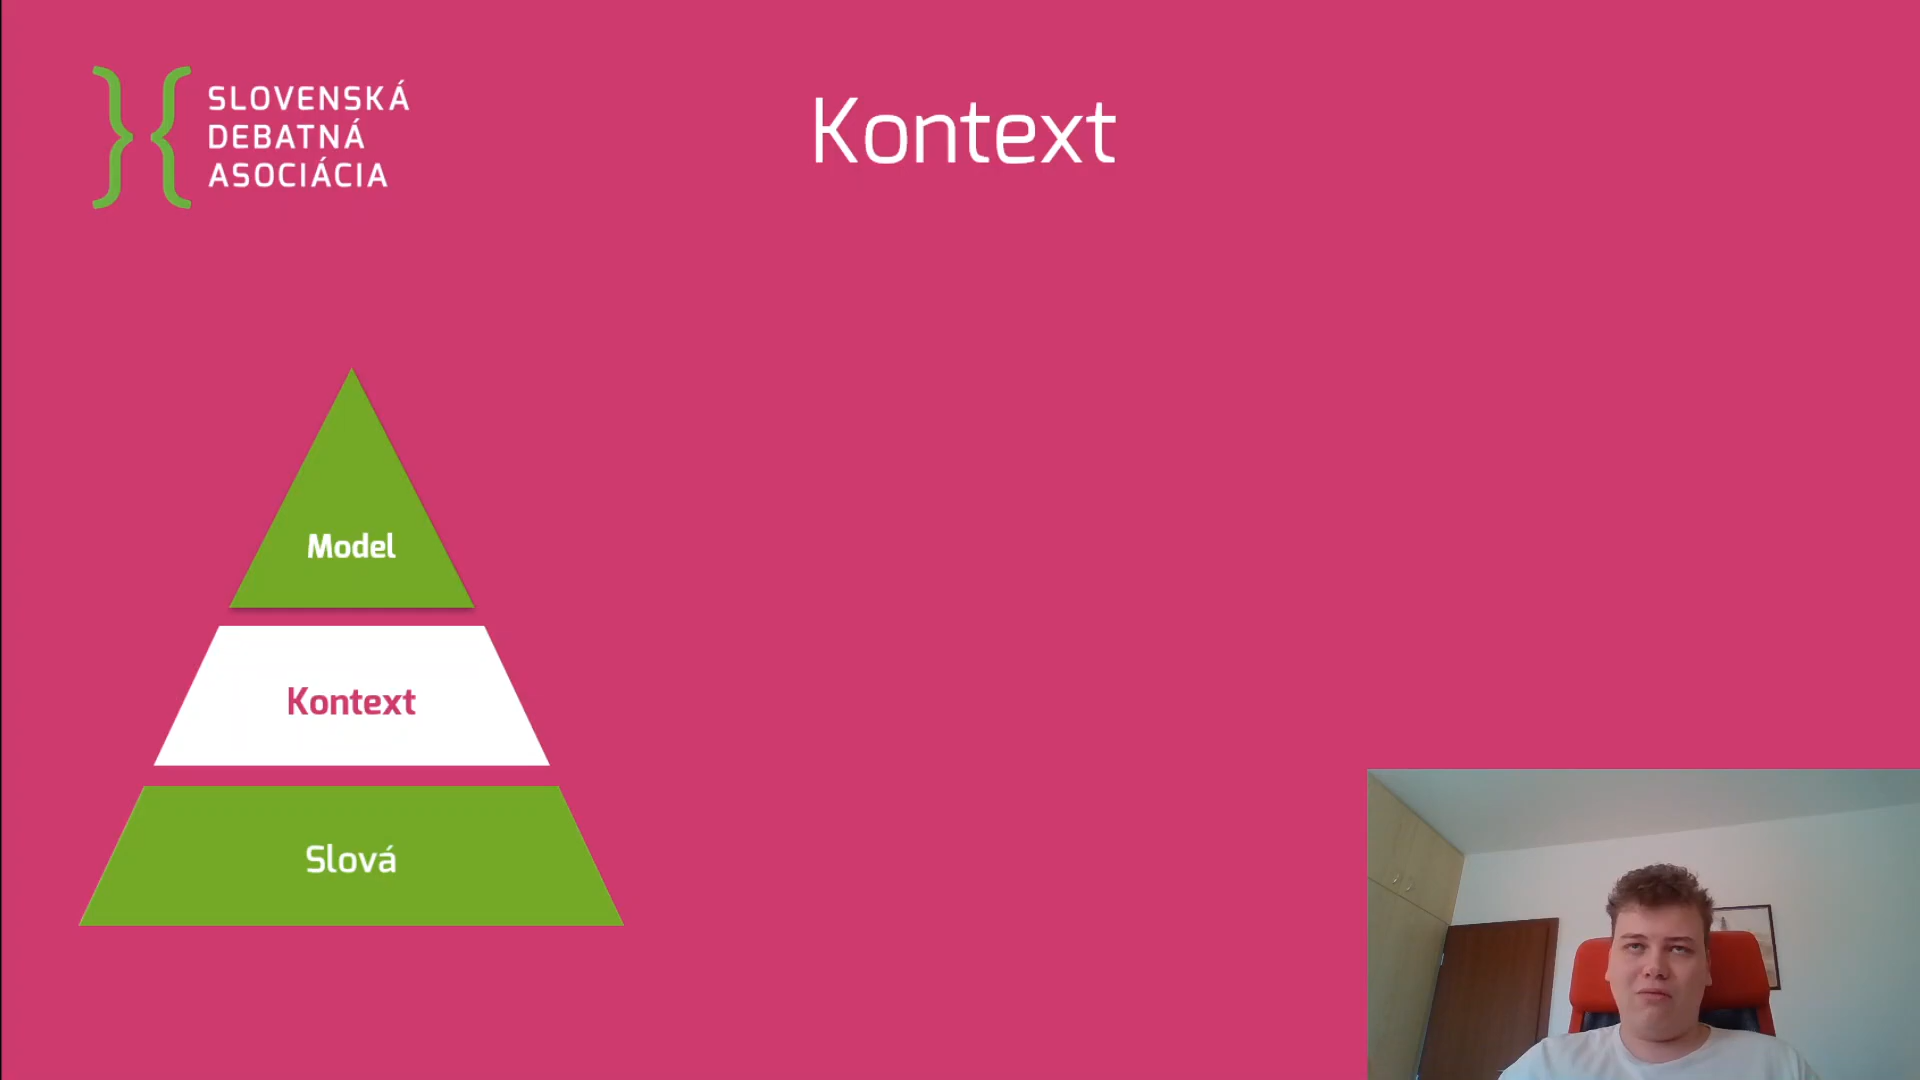 SLOVENSKÁ
DEBATNÁ
ASOCIÁCIA
Kontext
Model
Kontext
Slová